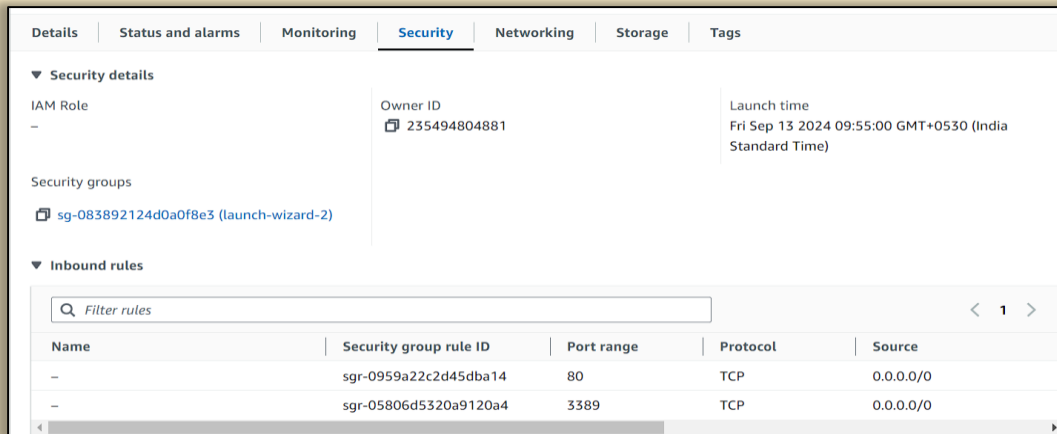 Details Status and alarms Monitoring Security Networking Storage Tags
Security details
IAM Role
–
Owner ID
235494804881
Launch time
Fri Sep 13 2024 09:55:00 GMT+0530 (India
Standard Time)
Security groups
sg-083892124d0a0f8e3 (launch-wizard-2)
Inbound rules
Filter rules
1
Name Security group rule ID Port range Protocol Source
– sgr-0959a22c2d45dba14 80 TCP 0.0.0.0/0
– sgr-05806d5320a9120a4 3389 TCP 0.0.0.0/0